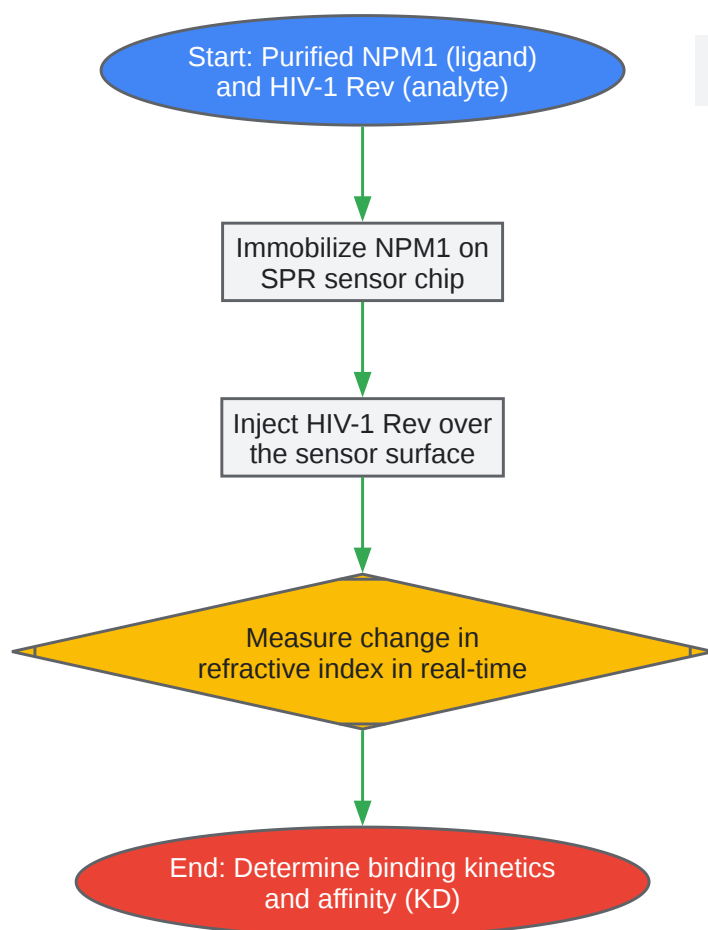 Start: Purified NPM1 (ligand)
and HIV-1 Rev (analyte)
Immobilize NPM1 on
SPR sensor chip
Inject HIV-1 Rev over
the sensor surface
Measure change in
refractive index in real-time
End: Determine binding kinetics
and affinity (KD)